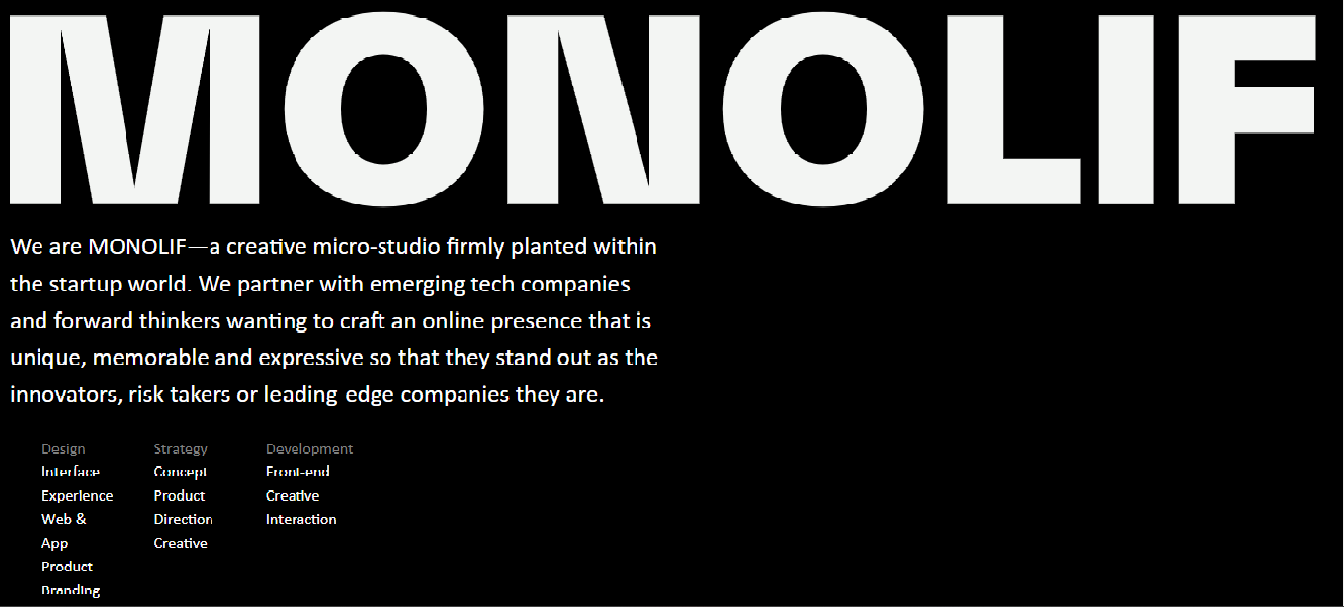 MONOLIF
We are MONOLIF—a creative micro-studio firmly planted within
the startup world. We partner with emerging tech companies
and forward thinkers wanting to craft an online presence that is
unique, memorable and expressive so that they stand out as the
innovators, risk takers or leading edge companies they are.
Design
Interface
Experience
Web &
App
Product
Branding
Strategy
Concept
Product
Direction
Creative
Development
Front-end
Creative
Interaction